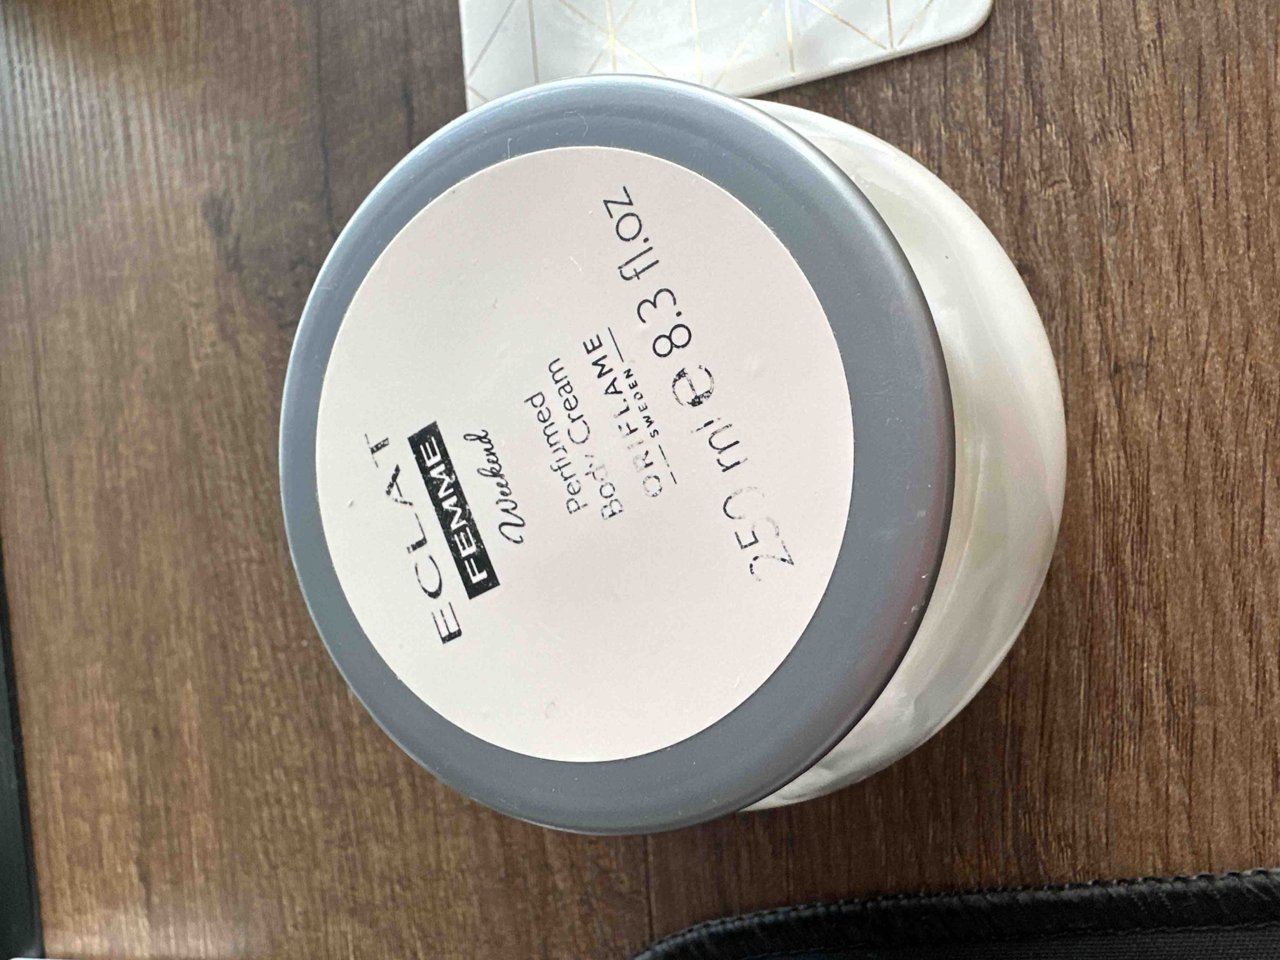 ECLAT
FEMME
Weekend
Perfumed
Body Cream
ORIFLAME
SWEDEN
250 ml e 8.3 fl.oz